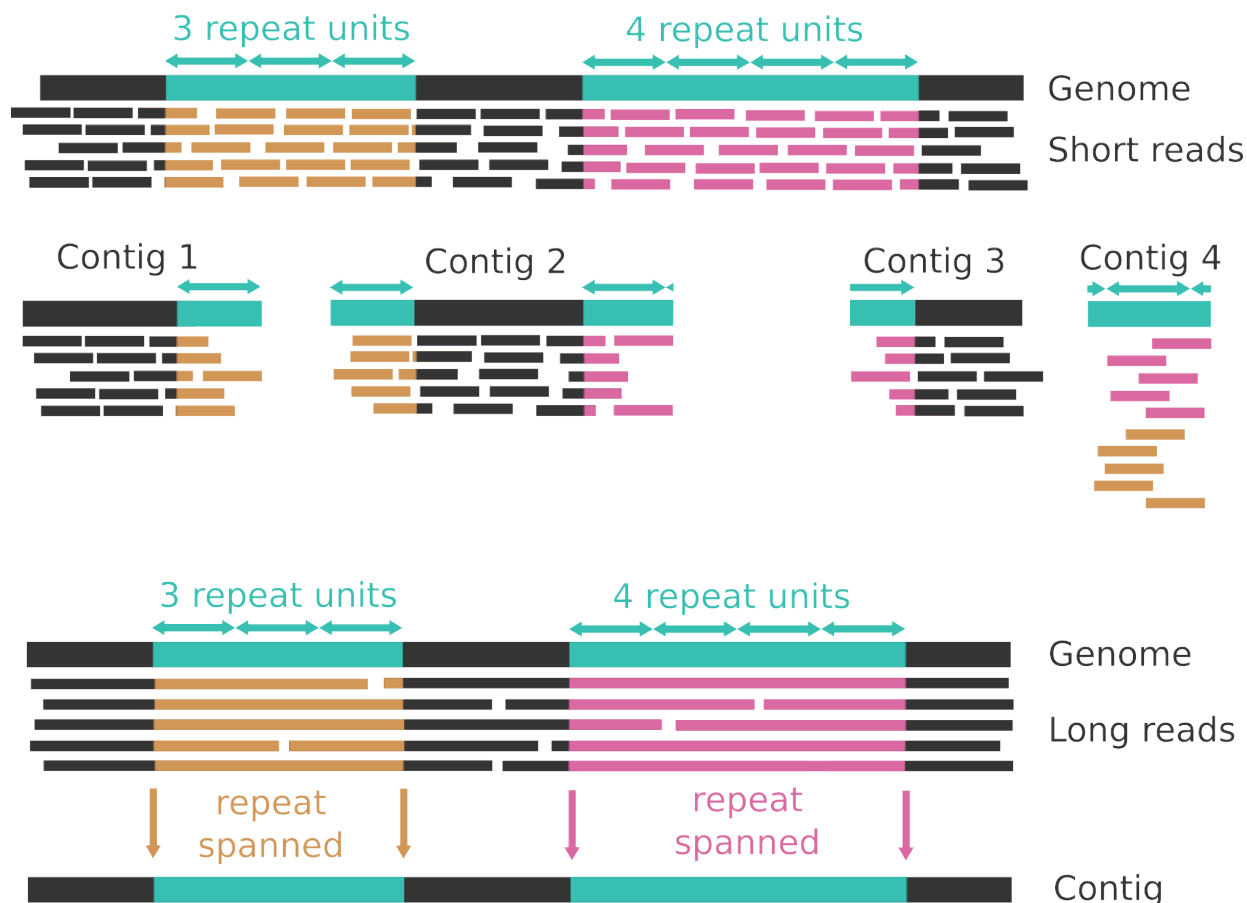 3 repeat units
4 repeat units
Genome
Short reads
Contig 1
Contig 2
Contig 3
Contig 4
3 repeat units
4 repeat units
Genome
Long reads
repeat
spanned
repeat
spanned
Contig